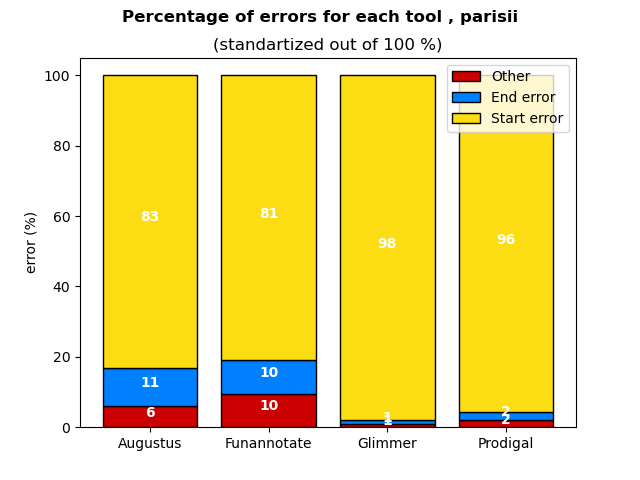 Percentage of errors for each tool , parisii
(standartized out of 100 %)
Other
End error
Start error
error (%)
100
80
60
40
20
0
83
81
98
96
11
10
1
2
6
10
1
2
Augustus
Funannotate
Glimmer
Prodigal